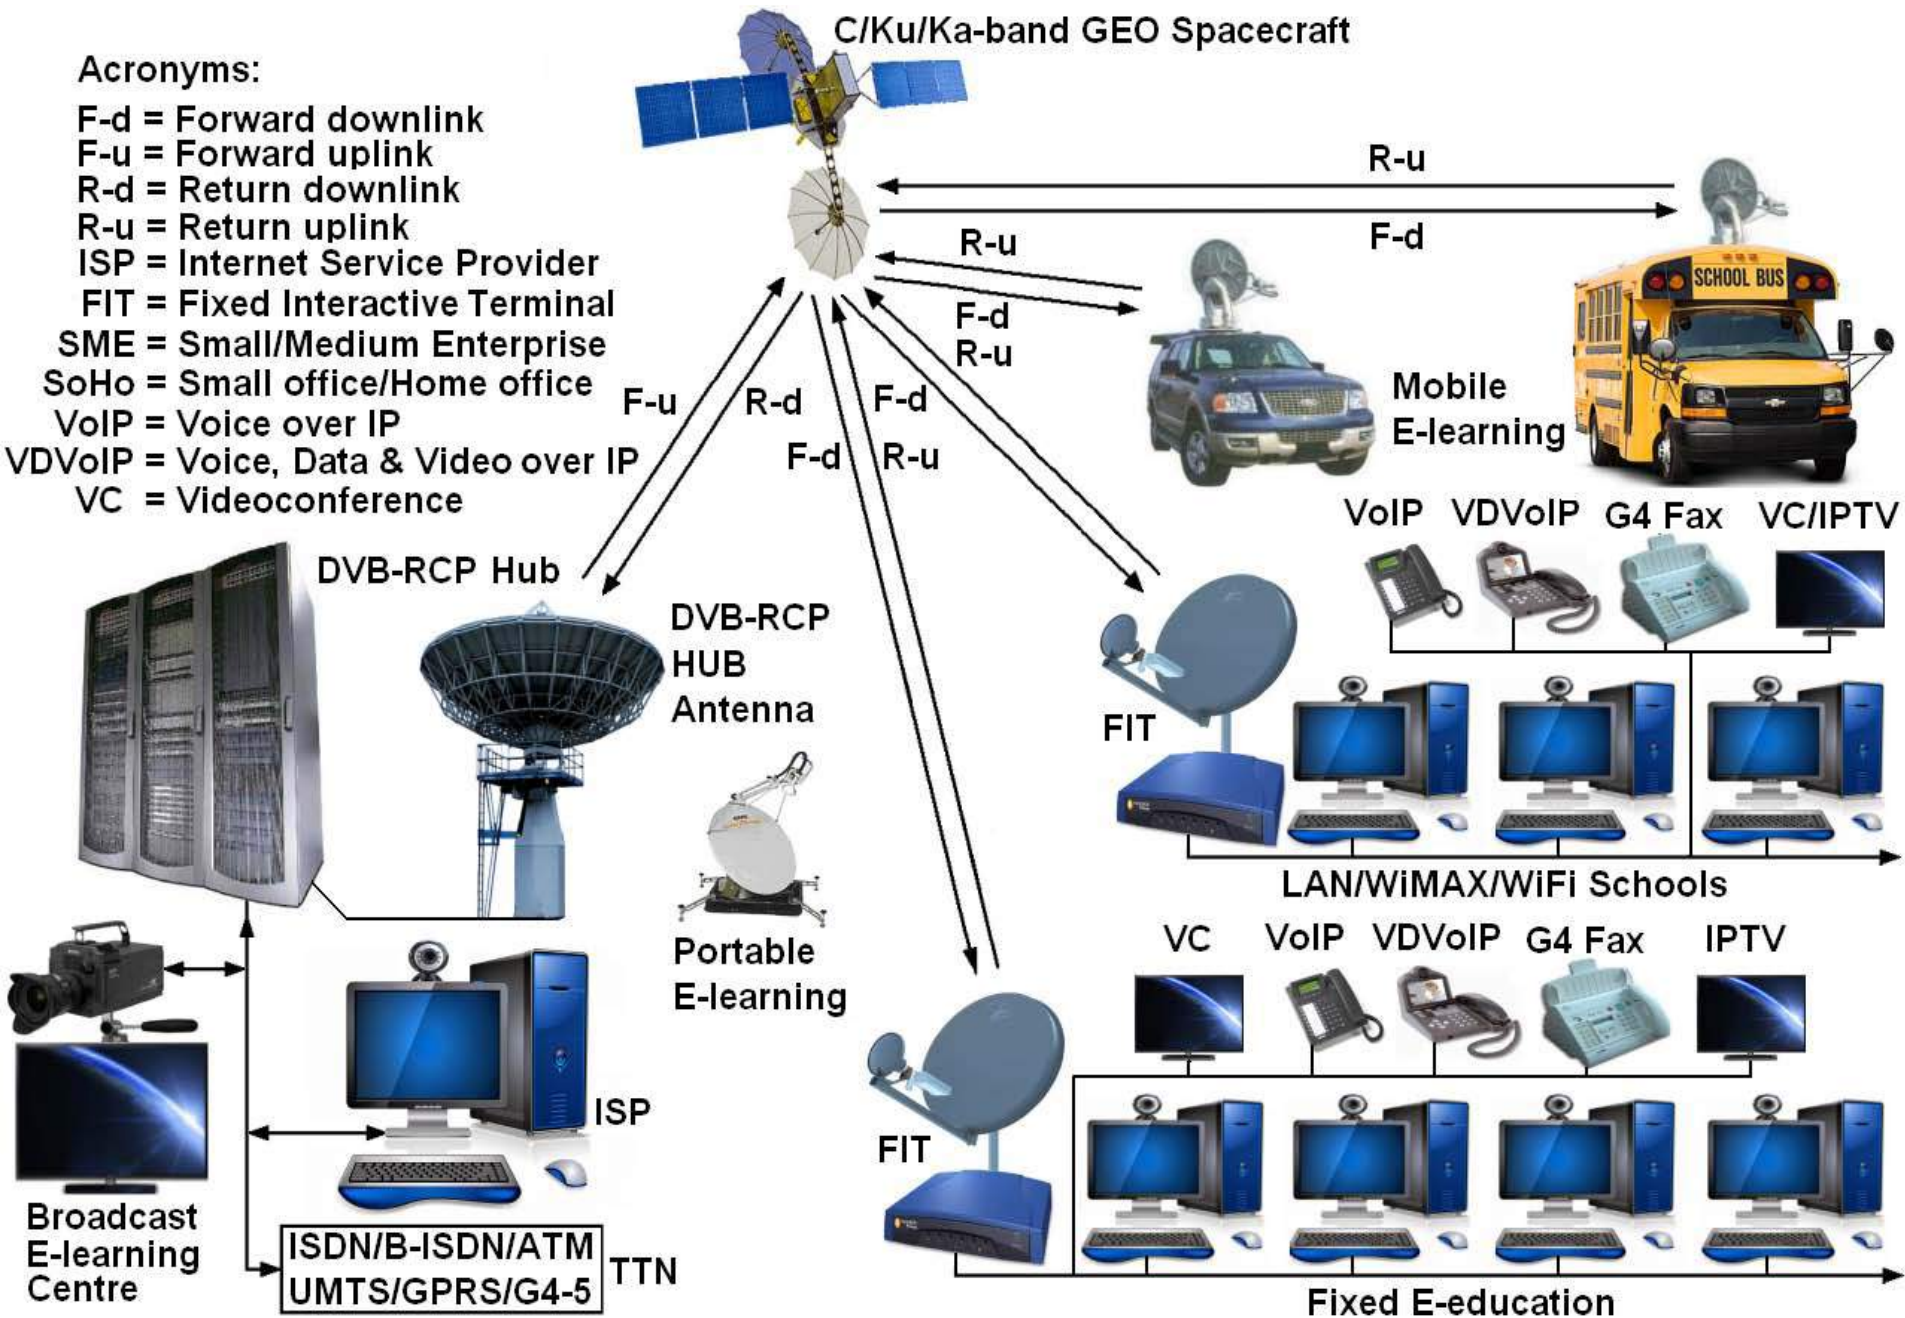 C/Ku/Ka-band GEO Spacecraft
Acronyms:
F-d = Forward downlink
F-u = Forward uplink
R-d = Return downlink
R-u = Return uplink
ISP = Internet Service Provider
FIT = Fixed Interactive Terminal
SME = Small/Medium Enterprise
SoHo = Small office/Home office
VoIP = Voice over IP
VDVoIP = Voice, Data & Video over IP
VC = Videoconference
R-u
F-d
R-u
F-d
R-u
F-u
R-d
F-d
F-d
R-u
SCHOOL BUS
Mobile
E-learning
DVB-RCP Hub
DVB-RCP
HUB
Antenna
VoIP VDVoIP G4 Fax VC/IPTV
FIT
LAN/WiMAX/WiFi Schools
Portable
E-learning
VC VoIP VDVoIP G4 Fax IPTV
FIT
Fixed E-education
ISP
Broadcast
E-learning
Centre
ISDN/B-ISDN/ATM
UMTS/GPRS/G4-5
TTN